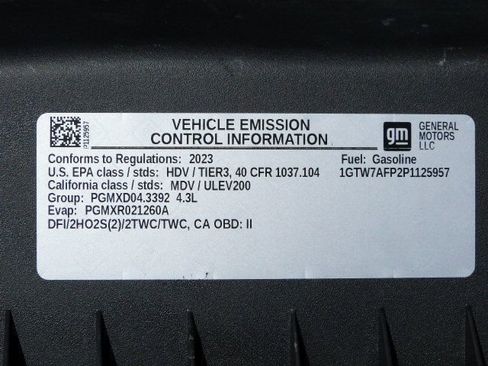 P1125957
VEHICLE EMISSION
CONTROL INFORMATION
gm
GENERAL
MOTORS
LLC
Conforms to Regulations: 2023
Fuel: Gasoline
U.S. EPA class / stds: HDV / TIER3, 40 CFR 1037.104
1GTW7AFP2P1125957
California class / stds: MDV / ULEV200
Group: PGMXD04.3392 4.3L
Evap: PGMXR021260A
DFI/2HO2S(2)/2TWC/TWC, CA OBD: II